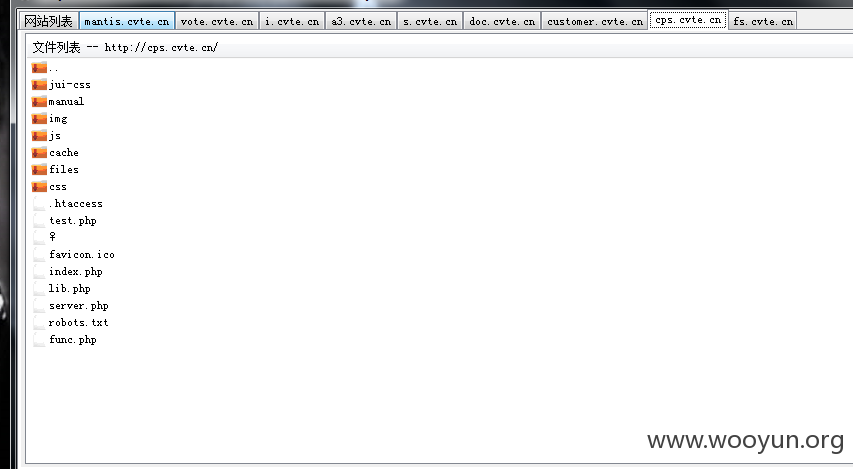 网站列表 mantis.cvte.cn vote.cvte.cn i.cvte.cn a3.cvte.cn s.cvte.cn doc.cvte.cn customer.cvte.cn cps.cvte.cn fs.cvte.cn
文件列表 -- http://cps.cvte.cn/
..
jui-css
manual
img
js
cache
files
css
.htaccess
test.php
♀
favicon.ico
index.php
lib.php
server.php
robots.txt
func.php
www.wooyun.org